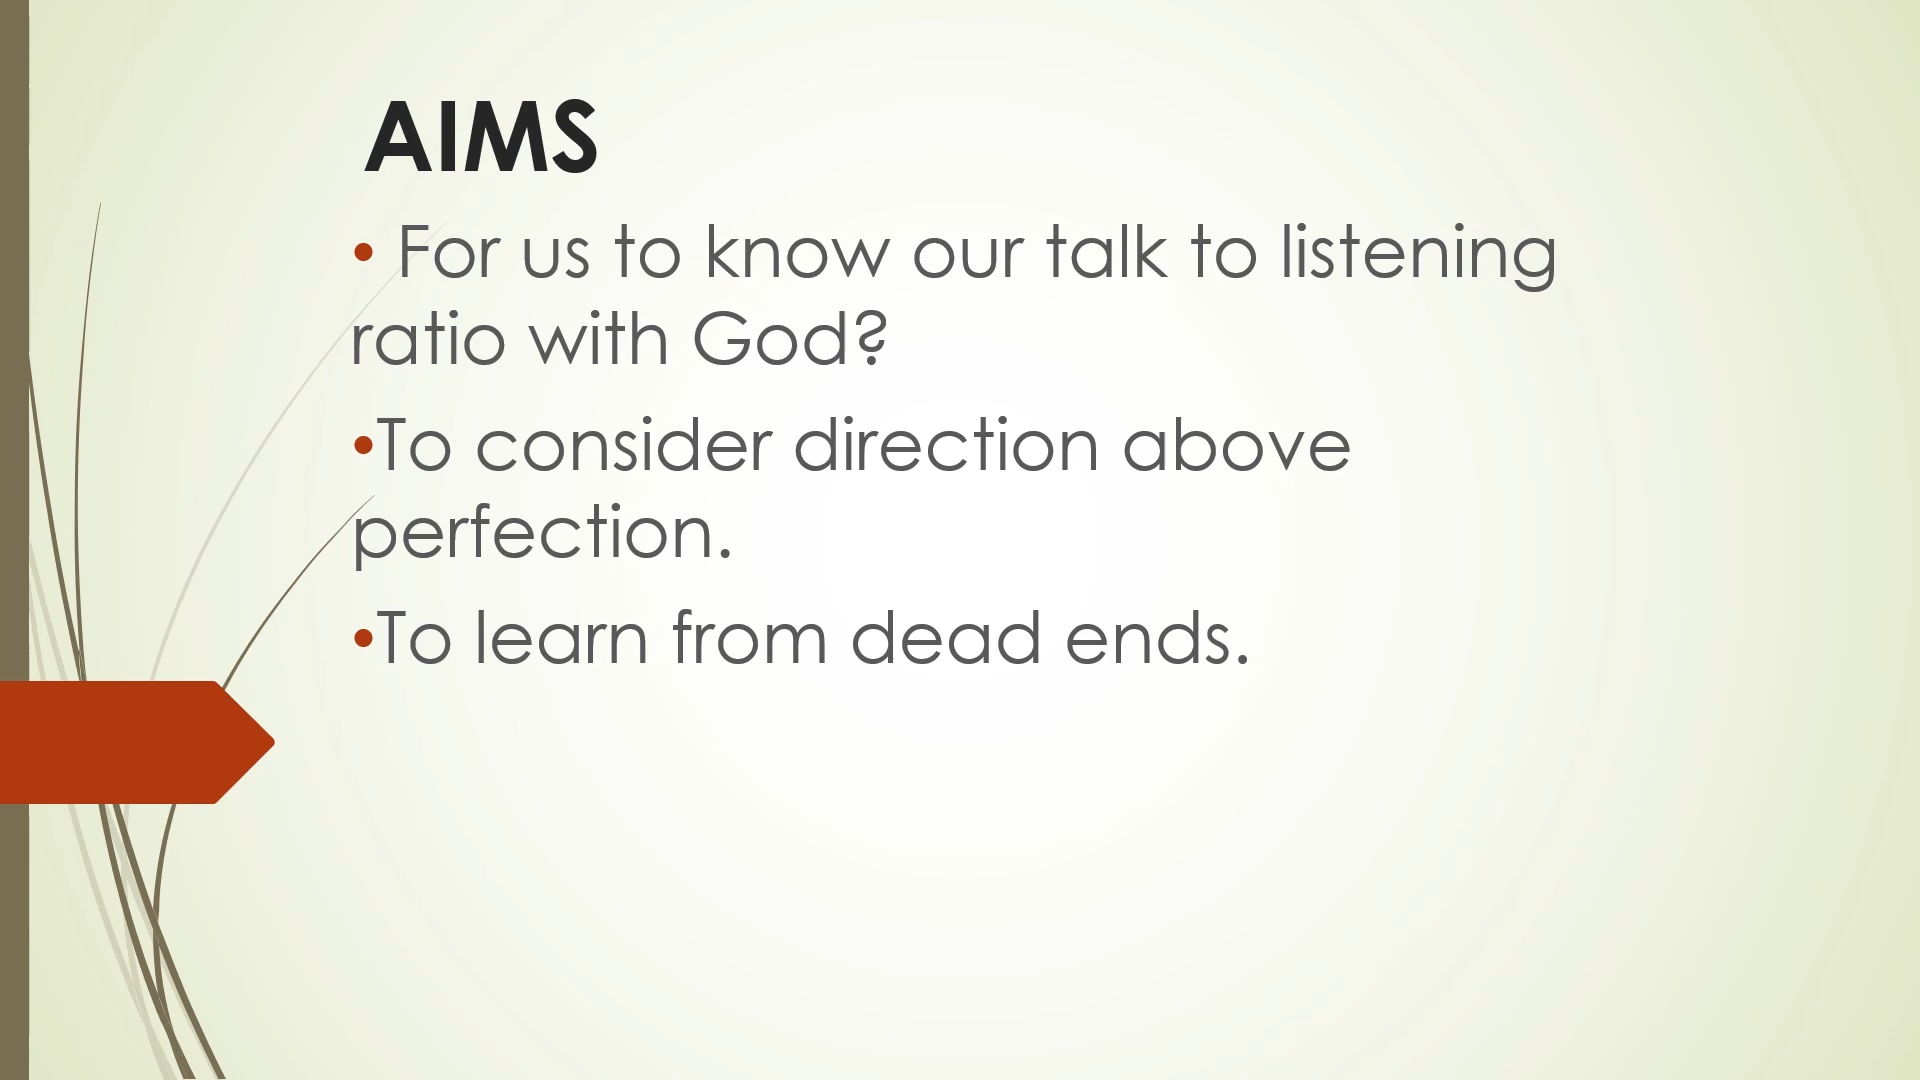 AIMS
• For us to know our talk to listening
ratio with God?
•To consider direction above
perfection.
•To learn from dead ends.